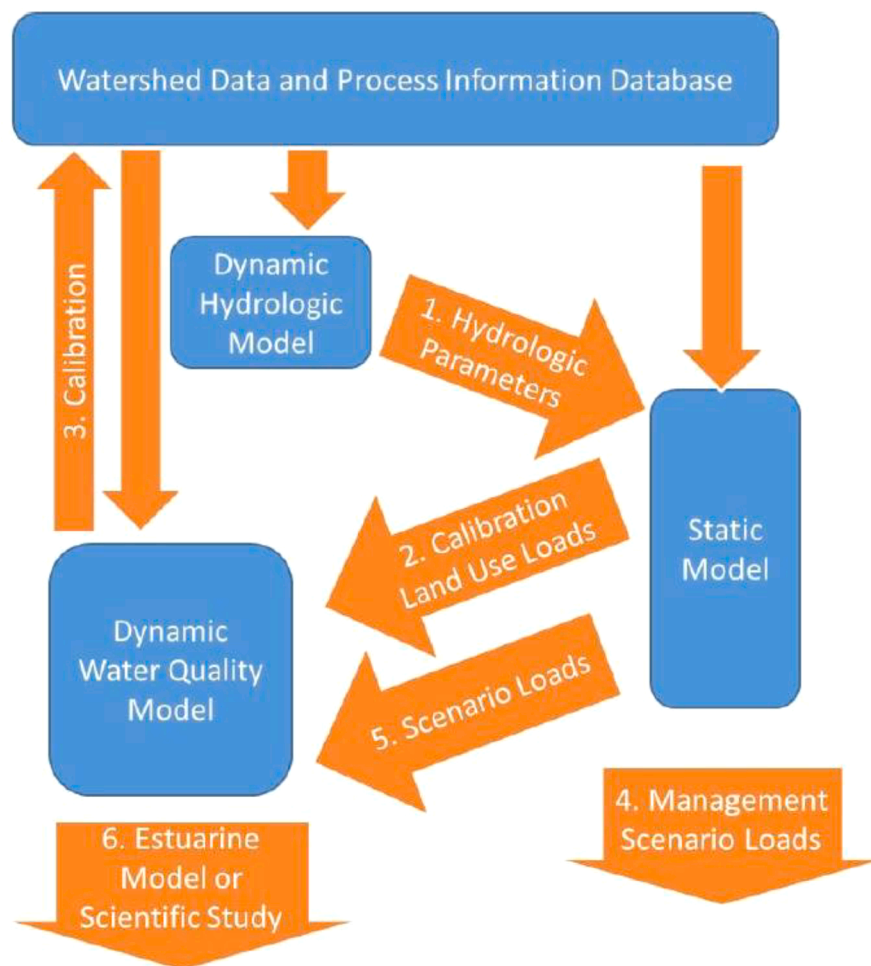 Watershed Data and Process Information Database
Dynamic
Hydrologic
Model
1. Hydrologic
Parameters
3. Calibration
2. Calibration
Land Use Loads
Static
Model
Dynamic
Water Quality
Model
5. Scenario Loads
4. Management
Scenario Loads
6. Estuarine
Model or
Scientific Study